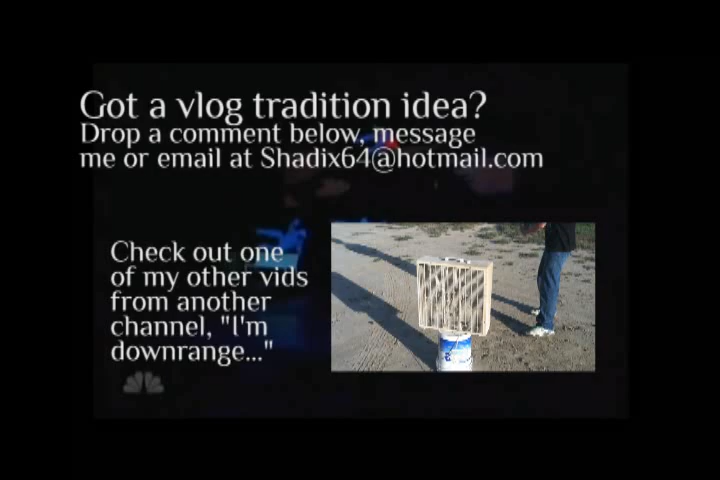 Got a vlog tradition idea?
Drop a comment below, message
me or email at Shadix64@hotmail.com
Check out one
of my other vids
from another
channel, "I'm
downrange..."